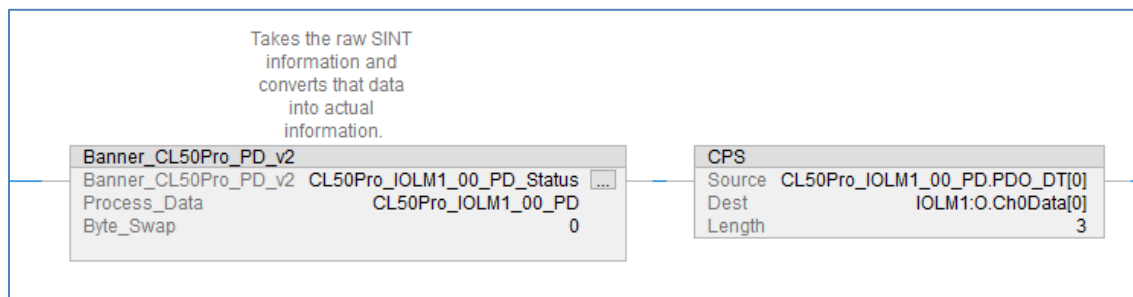 Takes the raw SINT
information and
converts that data
into actual
information.
Banner_CL50Pro_PD_v2
Banner_CL50Pro_PD_v2 CL50Pro_IOLM1_00_PD_Status ...
Process_Data CL50Pro_IOLM1_00_PD
Byte_Swap 0
CPS
Source CL50Pro_IOLM1_00_PD.PDO_DT[0]
Dest IOLM1:O.Ch0Data[0]
Length 3